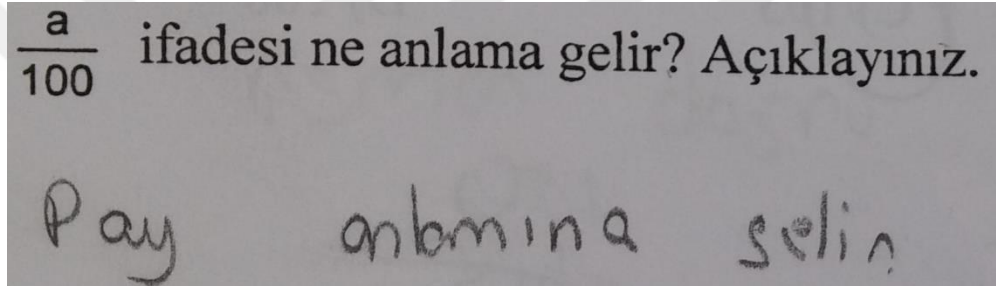 a
100 ifadesi ne anlama gelir? Açıklayınız.
Pay anlamına gelir